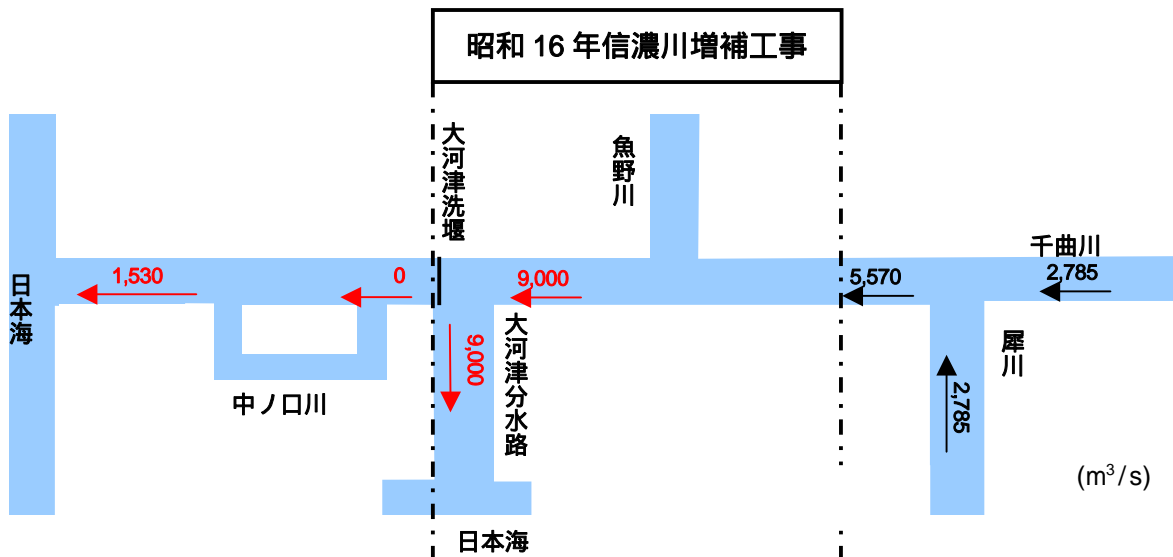 昭和 16 年信濃川増補工事
大河津洗堰
魚野川
千曲川
1,530
0
9,000
5,570
2,785
日本海
9,000
大河津分水路
犀川
2,785
中ノ口川
(m³/s)
日本海